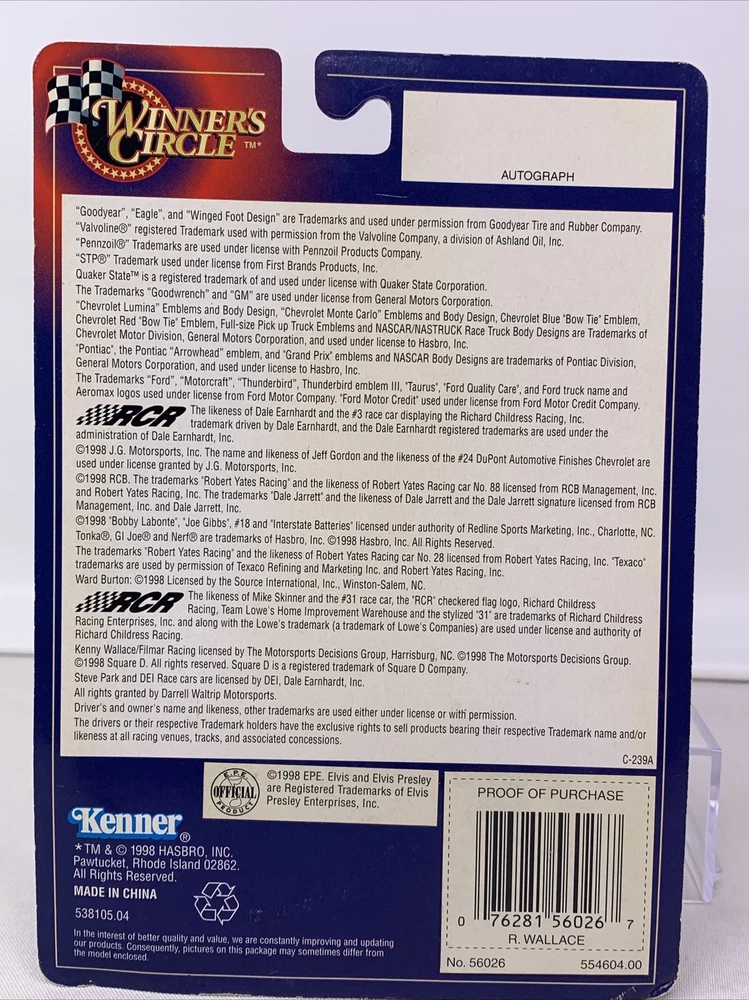 WINNER'S
CIRCLE ™*
AUTOGRAPH
"Goodyear", "Eagle", and "Winged Foot Design" are Trademarks and used under permission from Goodyear Tire and Rubber Company.
"Valvoline®" registered Trademark used with permission from the Valvoline Company, a division of Ashland Oil, Inc.
"Pennzoil®" Trademarks are used under license with Pennzoil Products Company.
"STP®" Trademark used under license from First Brands Products, Inc.
Quaker State™ is a registered trademark of and used under license with Quaker State Corporation.
The Trademarks "Goodwrench" and "GM" are used under license from General Motors Corporation.
"Chevrolet Lumina" Emblems and Body Design, "Chevrolet Monte Carlo" Emblems and Body Design, Chevrolet Blue "Bow Tie" Emblem,
Chevrolet Red "Bow Tie" Emblem, Full-size Pick up Truck Emblems and NASCAR/NASTRUCK Race Truck Body Designs are Trademarks of
Chevrolet Motor Division, General Motors Corporation, and used under license to Hasbro, Inc.
"Pontiac", the Pontiac "Arrowhead" emblem, and "Grand Prix" emblems and NASCAR Body Designs are trademarks of Pontiac Division,
General Motors Corporation, and used under license to Hasbro, Inc.
The Trademarks "Ford", "Motorcraft", "Thunderbird", Thunderbird emblem III, "Taurus", "Ford Quality Care", and Ford truck name and
Aeromax logos used under license from Ford Motor Company. "Ford Motor Credit" used under license from Ford Motor Credit Company.
RCR The likeness of Dale Earnhardt and the #3 race car displaying the Richard Childress Racing, Inc.
trademark driven by Dale Earnhardt, and the Dale Earnhardt registered trademarks are used under the
administration of Dale Earnhardt, Inc.
©1998 J.G. Motorsports, Inc. The name and likeness of Jeff Gordon and the likeness of the #24 DuPont Automotive Finishes Chevrolet are
used under license granted by J.G. Motorsports, Inc.
©1998 RCB. The trademarks "Robert Yates Racing" and the likeness of Robert Yates Racing car No. 88 licensed from RCB Management, Inc.
and Robert Yates Racing, Inc. The trademarks "Dale Jarrett" and the likeness of Dale Jarrett and the Dale Jarrett signature licensed from RCB
Management, Inc. and Dale Jarrett, Inc.
©1998 "Bobby Labonte", "Joe Gibbs", #18 and "Interstate Batteries" licensed under authority of Redline Sports Marketing, Inc., Charlotte, NC.
Tonka®, GI Joe® and Nerf® are trademarks of Hasbro, Inc. ©1998 Hasbro, Inc. All Rights Reserved.
The trademarks "Robert Yates Racing" and the likeness of Robert Yates Racing car No. 28 licensed from Robert Yates Racing, Inc. "Texaco"
trademarks are used by permission of Texaco Refining and Marketing Inc. and Robert Yates Racing, Inc.
Ward Burton: ©1998 Licensed by the Source International, Inc., Winston-Salem, NC.
RCR The likeness of Mike Skinner and the #31 race car, the "RCR" checkered flag logo, Richard Childress
Racing, Team Lowe's Home Improvement Warehouse and the stylized "31" are trademarks of Richard Childress
Racing Enterprises, Inc. and along with the Lowe's trademark (a trademark of Lowe's Companies) are used under license and authority of
Richard Childress Racing.
Kenny Wallace/Filmar Racing licensed by The Motorsports Decisions Group, Harrisburg, NC. ©1998 The Motorsports Decisions Group.
©1998 Square D. All rights reserved. Square D is a registered trademark of Square D Company.
Steve Park and DEI Race cars are licensed by DEI, Dale Earnhardt, Inc.
All rights granted by Darrell Waltrip Motorsports.
Driver's and owner's name and likeness, other trademarks are used either under license or with permission.
The drivers or their respective Trademark holders have the exclusive rights to sell products bearing their respective Trademark name and/or
likeness at all racing venues, tracks, and associated concessions.
C-239A
E.P.E.
OFFICIAL
PRODUCT
©1998 EPE. Elvis and Elvis Presley
are Registered Trademarks of Elvis
Presley Enterprises, Inc.
Kenner®
*TM & © 1998 HASBRO, INC.
Pawtucket, Rhode Island 02862.
All Rights Reserved.
MADE IN CHINA
538105.04
In the interest of better quality and value, we are constantly improving and updating
our products. Consequently, pictures on this package may sometimes differ from
the model enclosed.
PROOF OF PURCHASE
0 76281 56026 7
R. WALLACE
No. 56026 554604.00